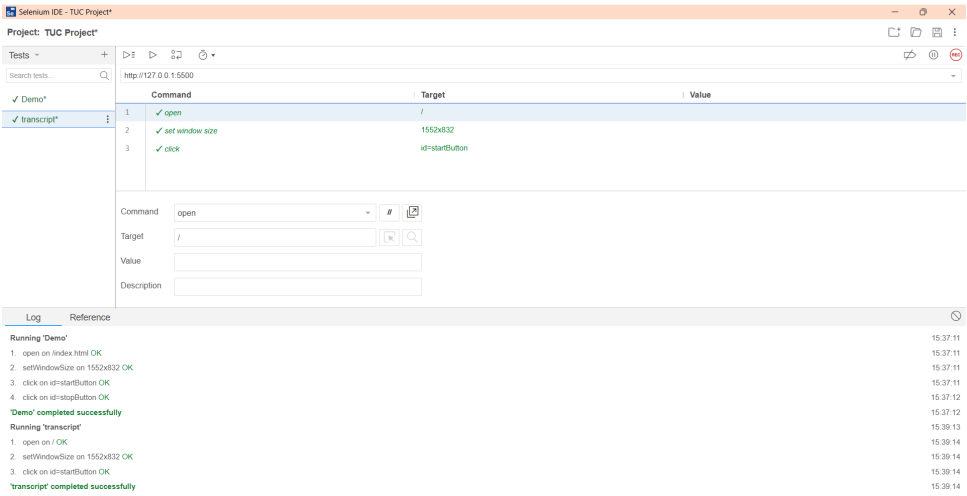 Se Selenium IDE - TUC Project*
Project: TUC Project*
Tests
REC
Search tests...
http://127.0.0.1:5500
Command Target Value
✓ Demo*
1 ✓ open /
✓ transcript*
2 ✓ set window size 1552x832
3 ✓ click id=startButton
Command open //
Target /
Value
Description
Log Reference
Running 'Demo' 15:37:11
1. open on /index.html OK 15:37:11
2. setWindowSize on 1552x832 OK 15:37:11
3. click on id=startButton OK 15:37:11
4. click on id=stopButton OK 15:37:12
'Demo' completed successfully 15:37:12
Running 'transcript' 15:39:13
1. open on / OK 15:39:14
2. setWindowSize on 1552x832 OK 15:39:14
3. click on id=startButton OK 15:39:14
'transcript' completed successfully 15:39:14